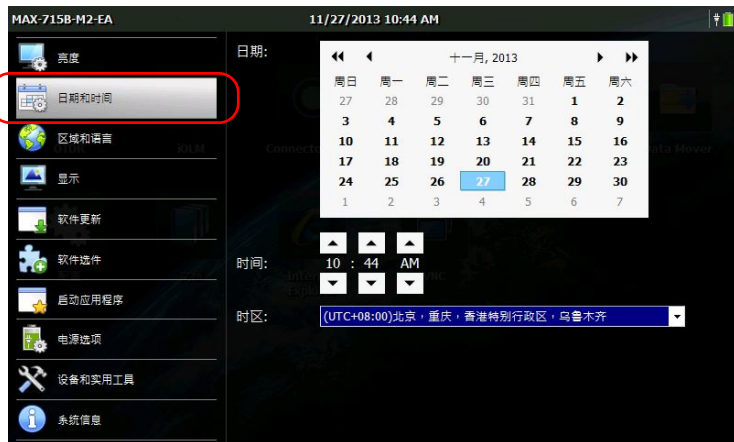 MAX-715B-M2-EA 11/27/2013 10:44 AM
亮度
日期和时间
区域和语言
显示
软件更新
软件选件
启动应用程序
电源选项
设备和实用工具
系统信息
日期:
十一月, 2013
周日 周一 周二 周三 周四 周五 周六
27 28 29 30 31 1 2
3 4 5 6 7 8 9
10 11 12 13 14 15 16
17 18 19 20 21 22 23
24 25 26 27 28 29 30
1 2 3 4 5 6 7
时间: 10 : 44 AM
时区: (UTC+08:00)北京，重庆，香港特别行政区，乌鲁木齐
iOLM
Data Mover